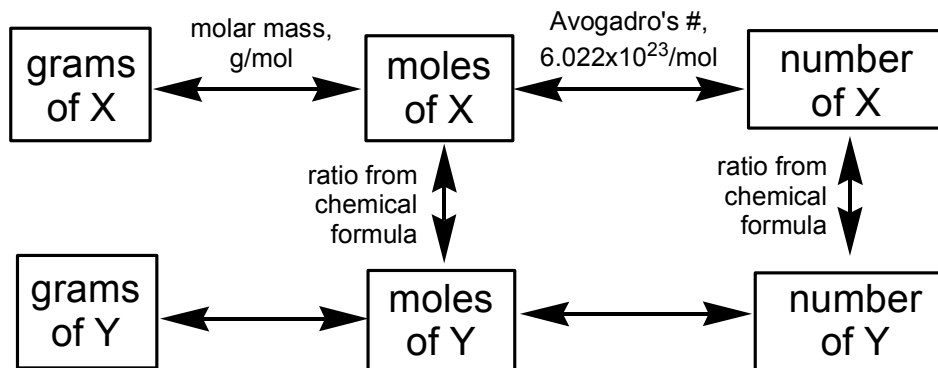 grams
of X
molar mass,
g/mol
moles
of X
Avogadro's #,
6.022x10²³/mol
number
of X
ratio from
chemical
formula
ratio from
chemical
formula
grams
of Y
moles
of Y
number
of Y